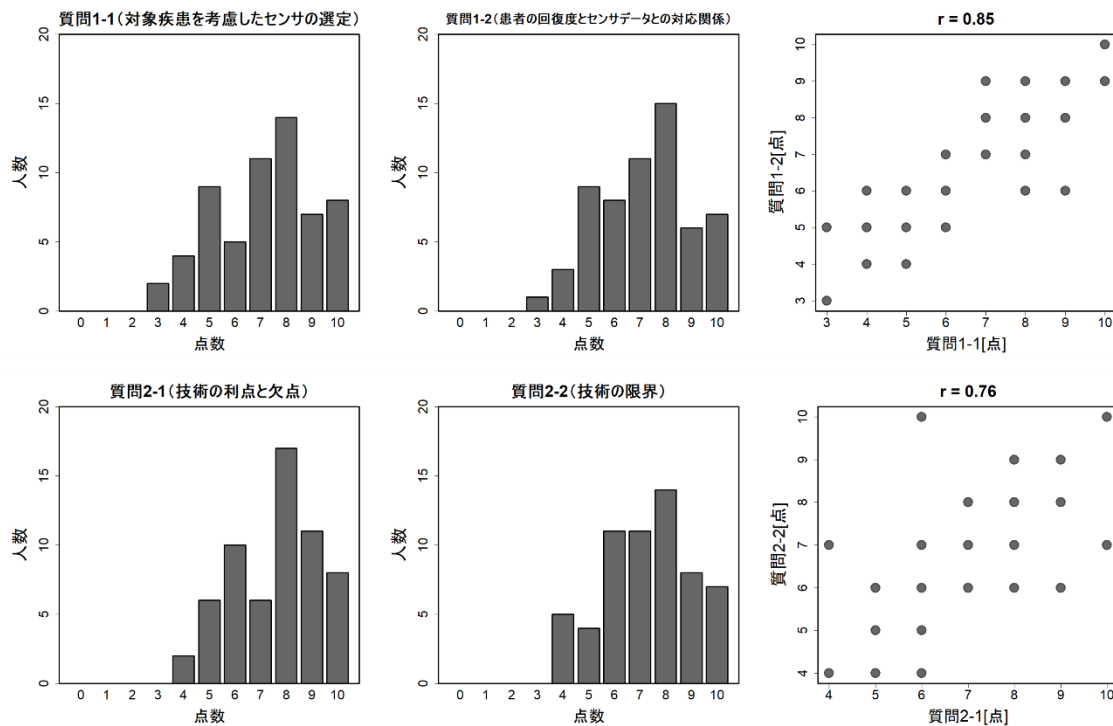 質問1-1(対象疾患を考慮したセンサの選定)
20
15
10
5
0
人数
0 1 2 3 4 5 6 7 8 9 10
点数
質問1-2(患者の回復度とセンサデータとの対応関係)
20
15
10
5
0
人数
0 1 2 3 4 5 6 7 8 9 10
点数
r = 0.85
10
9
8
7
6
5
4
3
質問1-2[点]
3 4 5 6 7 8 9 10
質問1-1[点]
質問2-1(技術の利点と欠点)
20
15
10
5
0
人数
0 1 2 3 4 5 6 7 8 9 10
点数
質問2-2(技術の限界)
20
15
10
5
0
人数
0 1 2 3 4 5 6 7 8 9 10
点数
r = 0.76
10
9
8
7
6
5
4
質問2-2[点]
4 5 6 7 8 9 10
質問2-1[点]